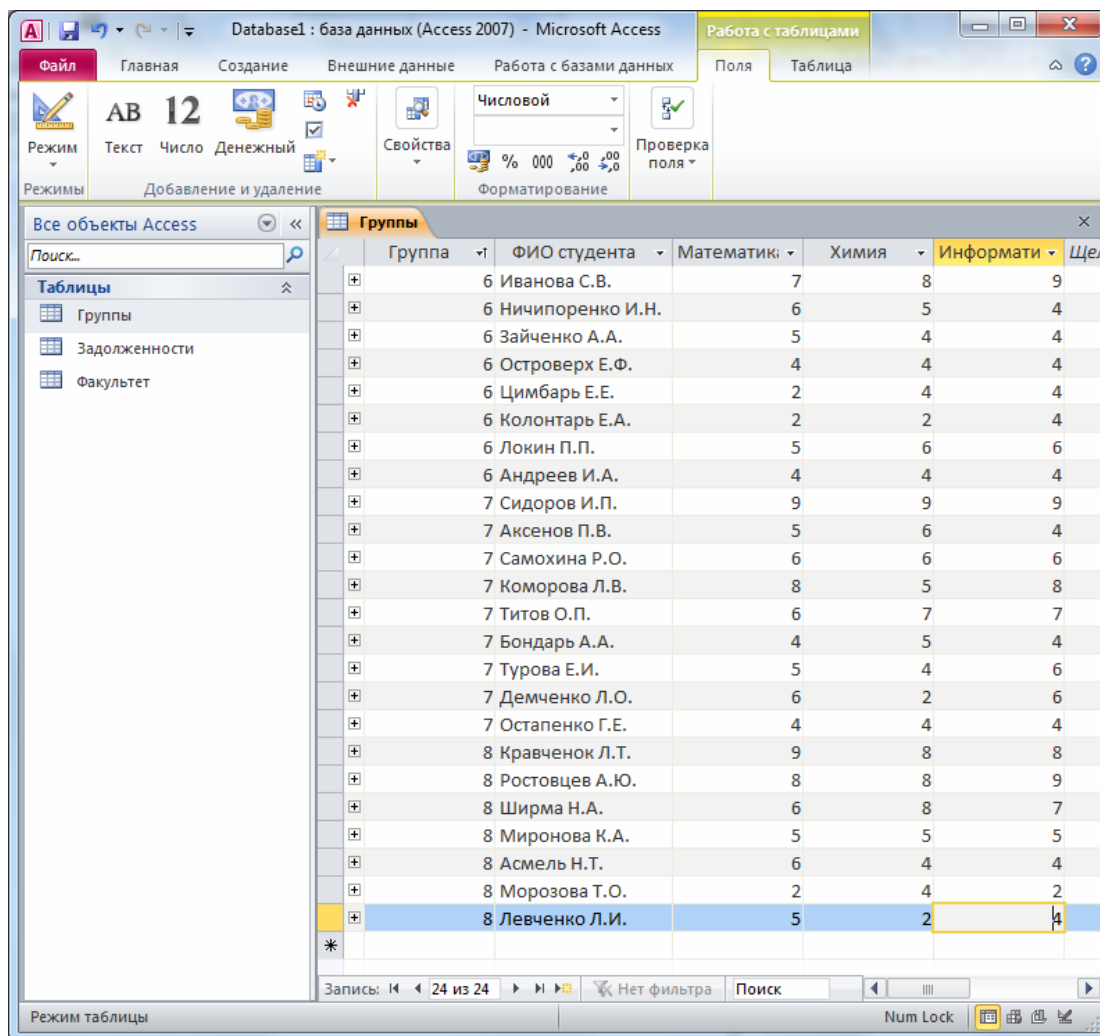 Database1 : база данных (Access 2007) - Microsoft Access
Работа с таблицами
Файл Главная Создание Внешние данные Работа с базами данных Поля Таблица
Режим
AB Текст
12 Число
Денежный
Свойства
Числовой
% 000
Проверка поля
Режимы Добавление и удаление Форматирование
Все объекты Access
Поиск...
Таблицы
Группы
Задолженности
Факультет
Группы
Группа ФИО студента Математик Химия Информати Щел
6 Иванова С.В. 7 8 9
6 Ничипоренко И.Н. 6 5 4
6 Зайченко А.А. 5 4 4
6 Островерх Е.Ф. 4 4 4
6 Цимбарь Е.Е. 2 4 4
6 Колонтарь Е.А. 2 2 4
6 Локин П.П. 5 6 6
6 Андреев И.А. 4 4 4
7 Сидоров И.П. 9 9 9
7 Аксенов П.В. 5 6 4
7 Самохина Р.О. 6 6 6
7 Коморова Л.В. 8 5 8
7 Титов О.П. 6 7 7
7 Бондарь А.А. 4 5 4
7 Турова Е.И. 5 4 6
7 Демченко Л.О. 6 2 6
7 Остапенко Г.Е. 4 4 4
8 Кравченок Л.Т. 9 8 8
8 Ростовцев А.Ю. 8 8 9
8 Ширма Н.А. 6 8 7
8 Миронова К.А. 5 5 5
8 Асмель Н.Т. 6 4 4
8 Морозова Т.О. 2 4 2
8 Левченко Л.И. 5 2 4
Запись: 24 из 24 Нет фильтра Поиск
Режим таблицы Num Lock